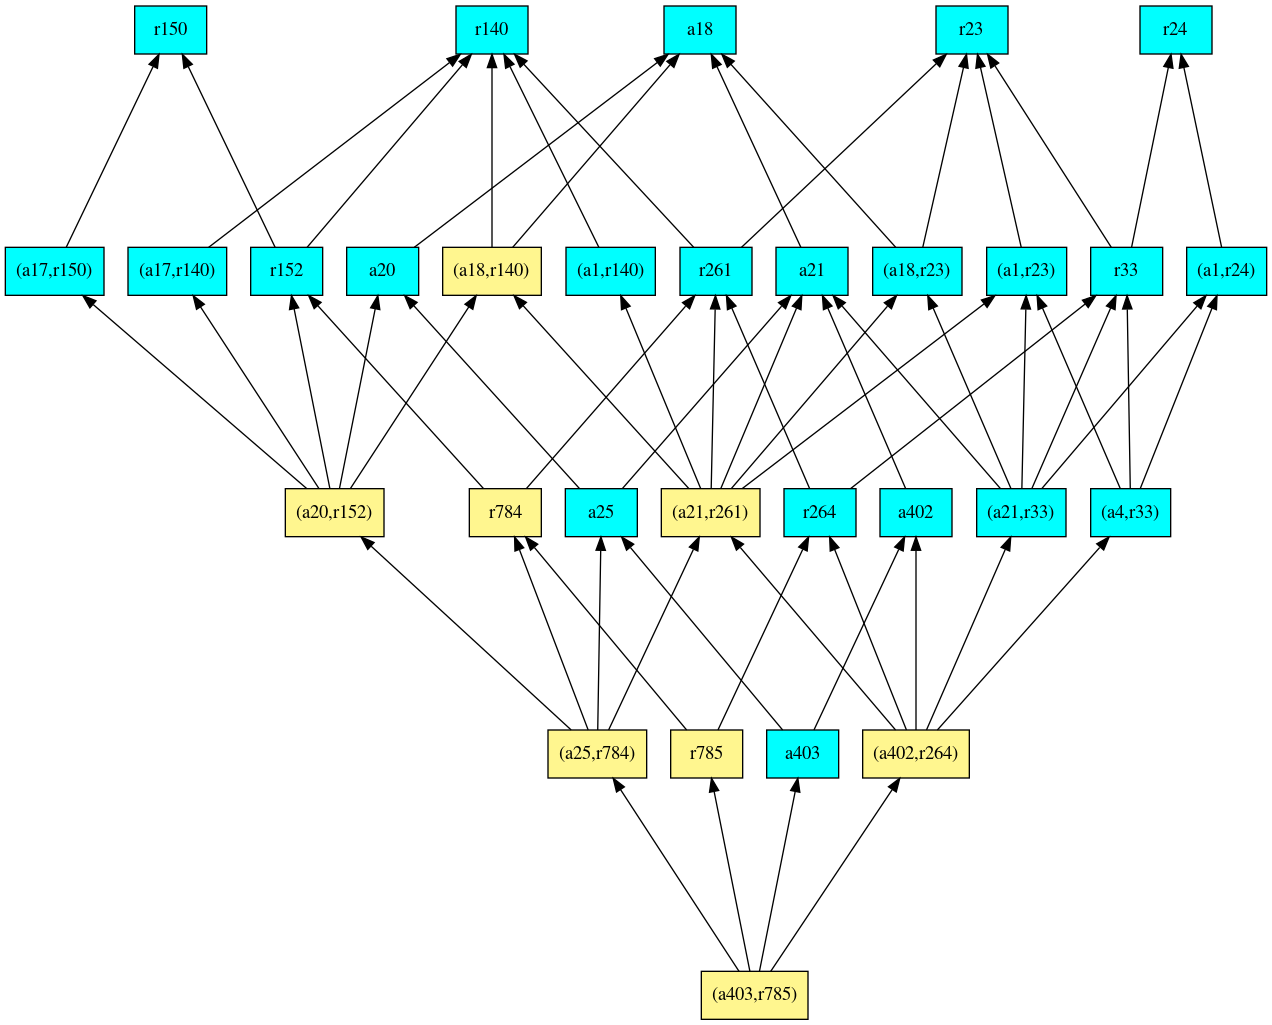 r150
r140
a18
r23
r24
(a17,r150)
(a17,r140)
r152
a20
(a18,r140)
(a1,r140)
r261
a21
(a18,r23)
(a1,r23)
r33
(a1,r24)
(a20,r152)
r784
a25
(a21,r261)
r264
a402
(a21,r33)
(a4,r33)
(a25,r784)
r785
a403
(a402,r264)
(a403,r785)